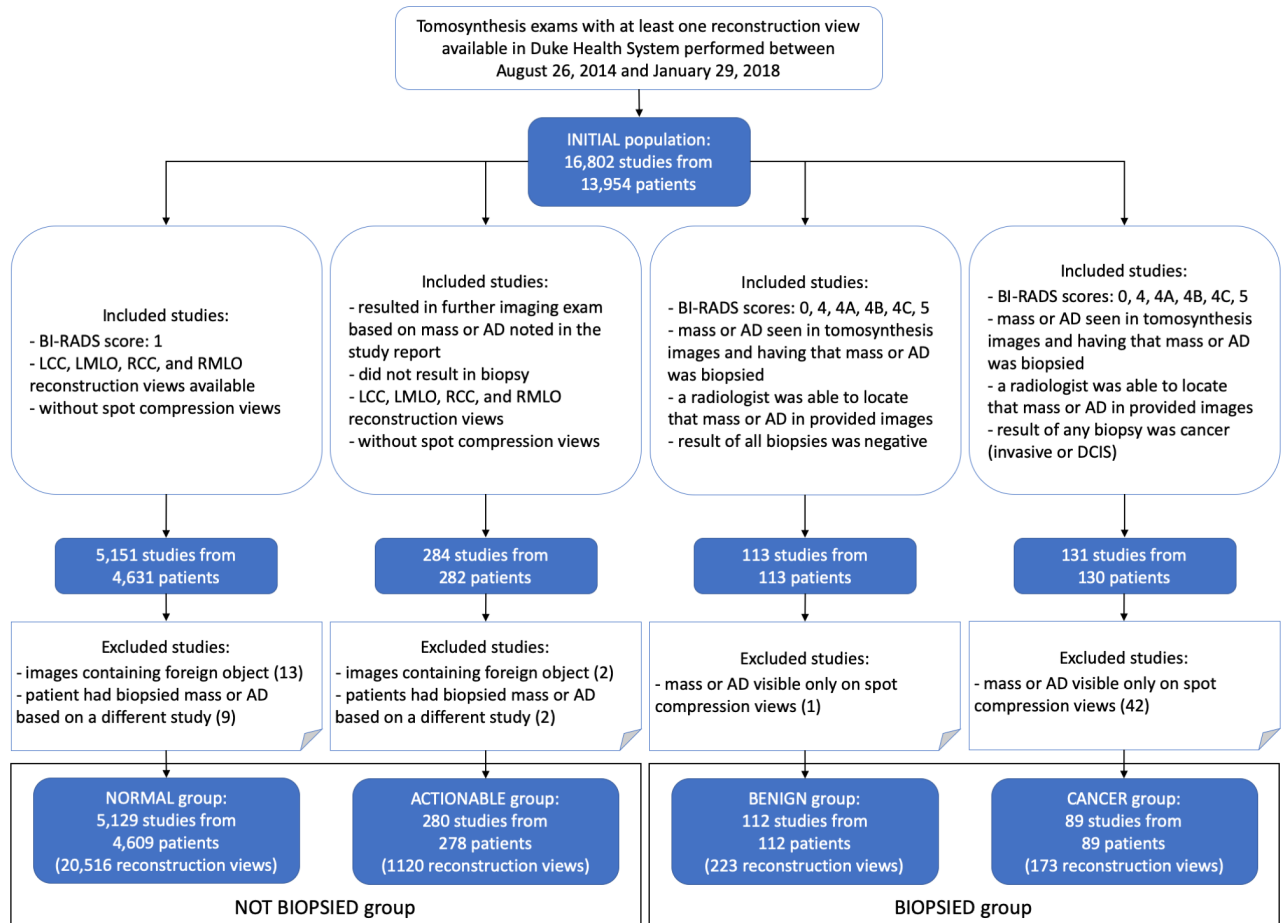 Tomosynthesis exams with at least one reconstruction view
available in Duke Health System performed between
August 26, 2014 and January 29, 2018
INITIAL population:
16,802 studies from
13,954 patients
Included studies:
- BI-RADS score: 1
- LCC, LMLO, RCC, and RMLO
reconstruction views available
- without spot compression views
Included studies:
- resulted in further imaging exam
based on mass or AD noted in the
study report
- did not result in biopsy
- LCC, LMLO, RCC, and RMLO
reconstruction views
- without spot compression views
Included studies:
- BI-RADS scores: 0, 4, 4A, 4B, 4C, 5
- mass or AD seen in tomosynthesis
images and having that mass or AD
was biopsied
- a radiologist was able to locate
that mass or AD in provided images
- result of all biopsies was negative
Included studies:
- BI-RADS scores: 0, 4, 4A, 4B, 4C, 5
- mass or AD seen in tomosynthesis
images and having that mass or AD
was biopsied
- a radiologist was able to locate
that mass or AD in provided images
- result of any biopsy was cancer
(invasive or DCIS)
5,151 studies from
4,631 patients
284 studies from
282 patients
113 studies from
113 patients
131 studies from
130 patients
Excluded studies:
- images containing foreign object (13)
- patient had biopsied mass or AD
based on a different study (9)
Excluded studies:
- images containing foreign object (2)
- patients had biopsied mass or AD
based on a different study (2)
Excluded studies:
- mass or AD visible only on spot
compression views (1)
Excluded studies:
- mass or AD visible only on spot
compression views (42)
NORMAL group:
5,129 studies from
4,609 patients
(20,516 reconstruction views)
ACTIONABLE group:
280 studies from
278 patients
(1120 reconstruction views)
BENIGN group:
112 studies from
112 patients
(223 reconstruction views)
CANCER group:
89 studies from
89 patients
(173 reconstruction views)
NOT BIOPSIED group
BIOPSIED group